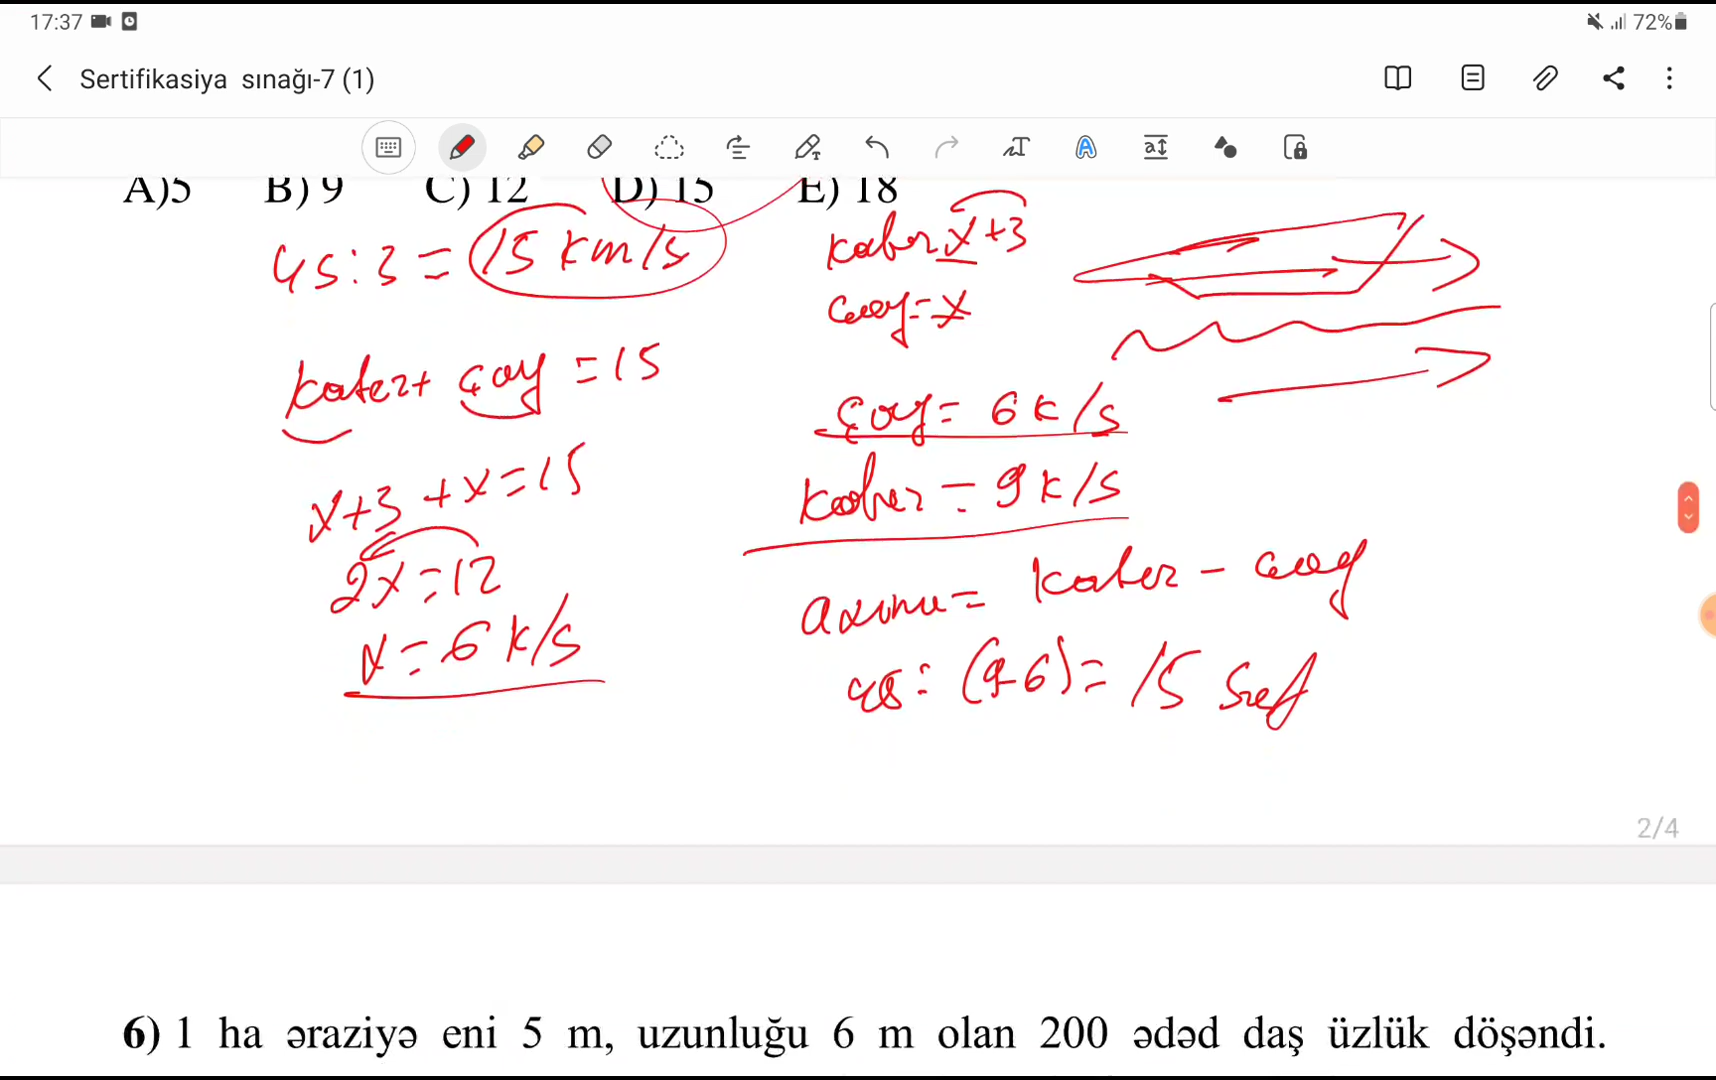 17:37
72%
Sertifikasiya sınağı-7 (1)
A)5 B) 9 C) 12 D) 15 E) 18
45:3 = 15 km/s
kater x+3
çay=x
kater+ çay =15
çay= 6 k/s
x+3 +x=15
kater = 9 k/s
2x=12
axını= kater - çay
x=6 k/s
45: (9-6)= 15 saat
2/4
6) 1 ha əraziyə eni 5 m, uzunluğu 6 m olan 200 ədəd daş üzlük döşəndi.